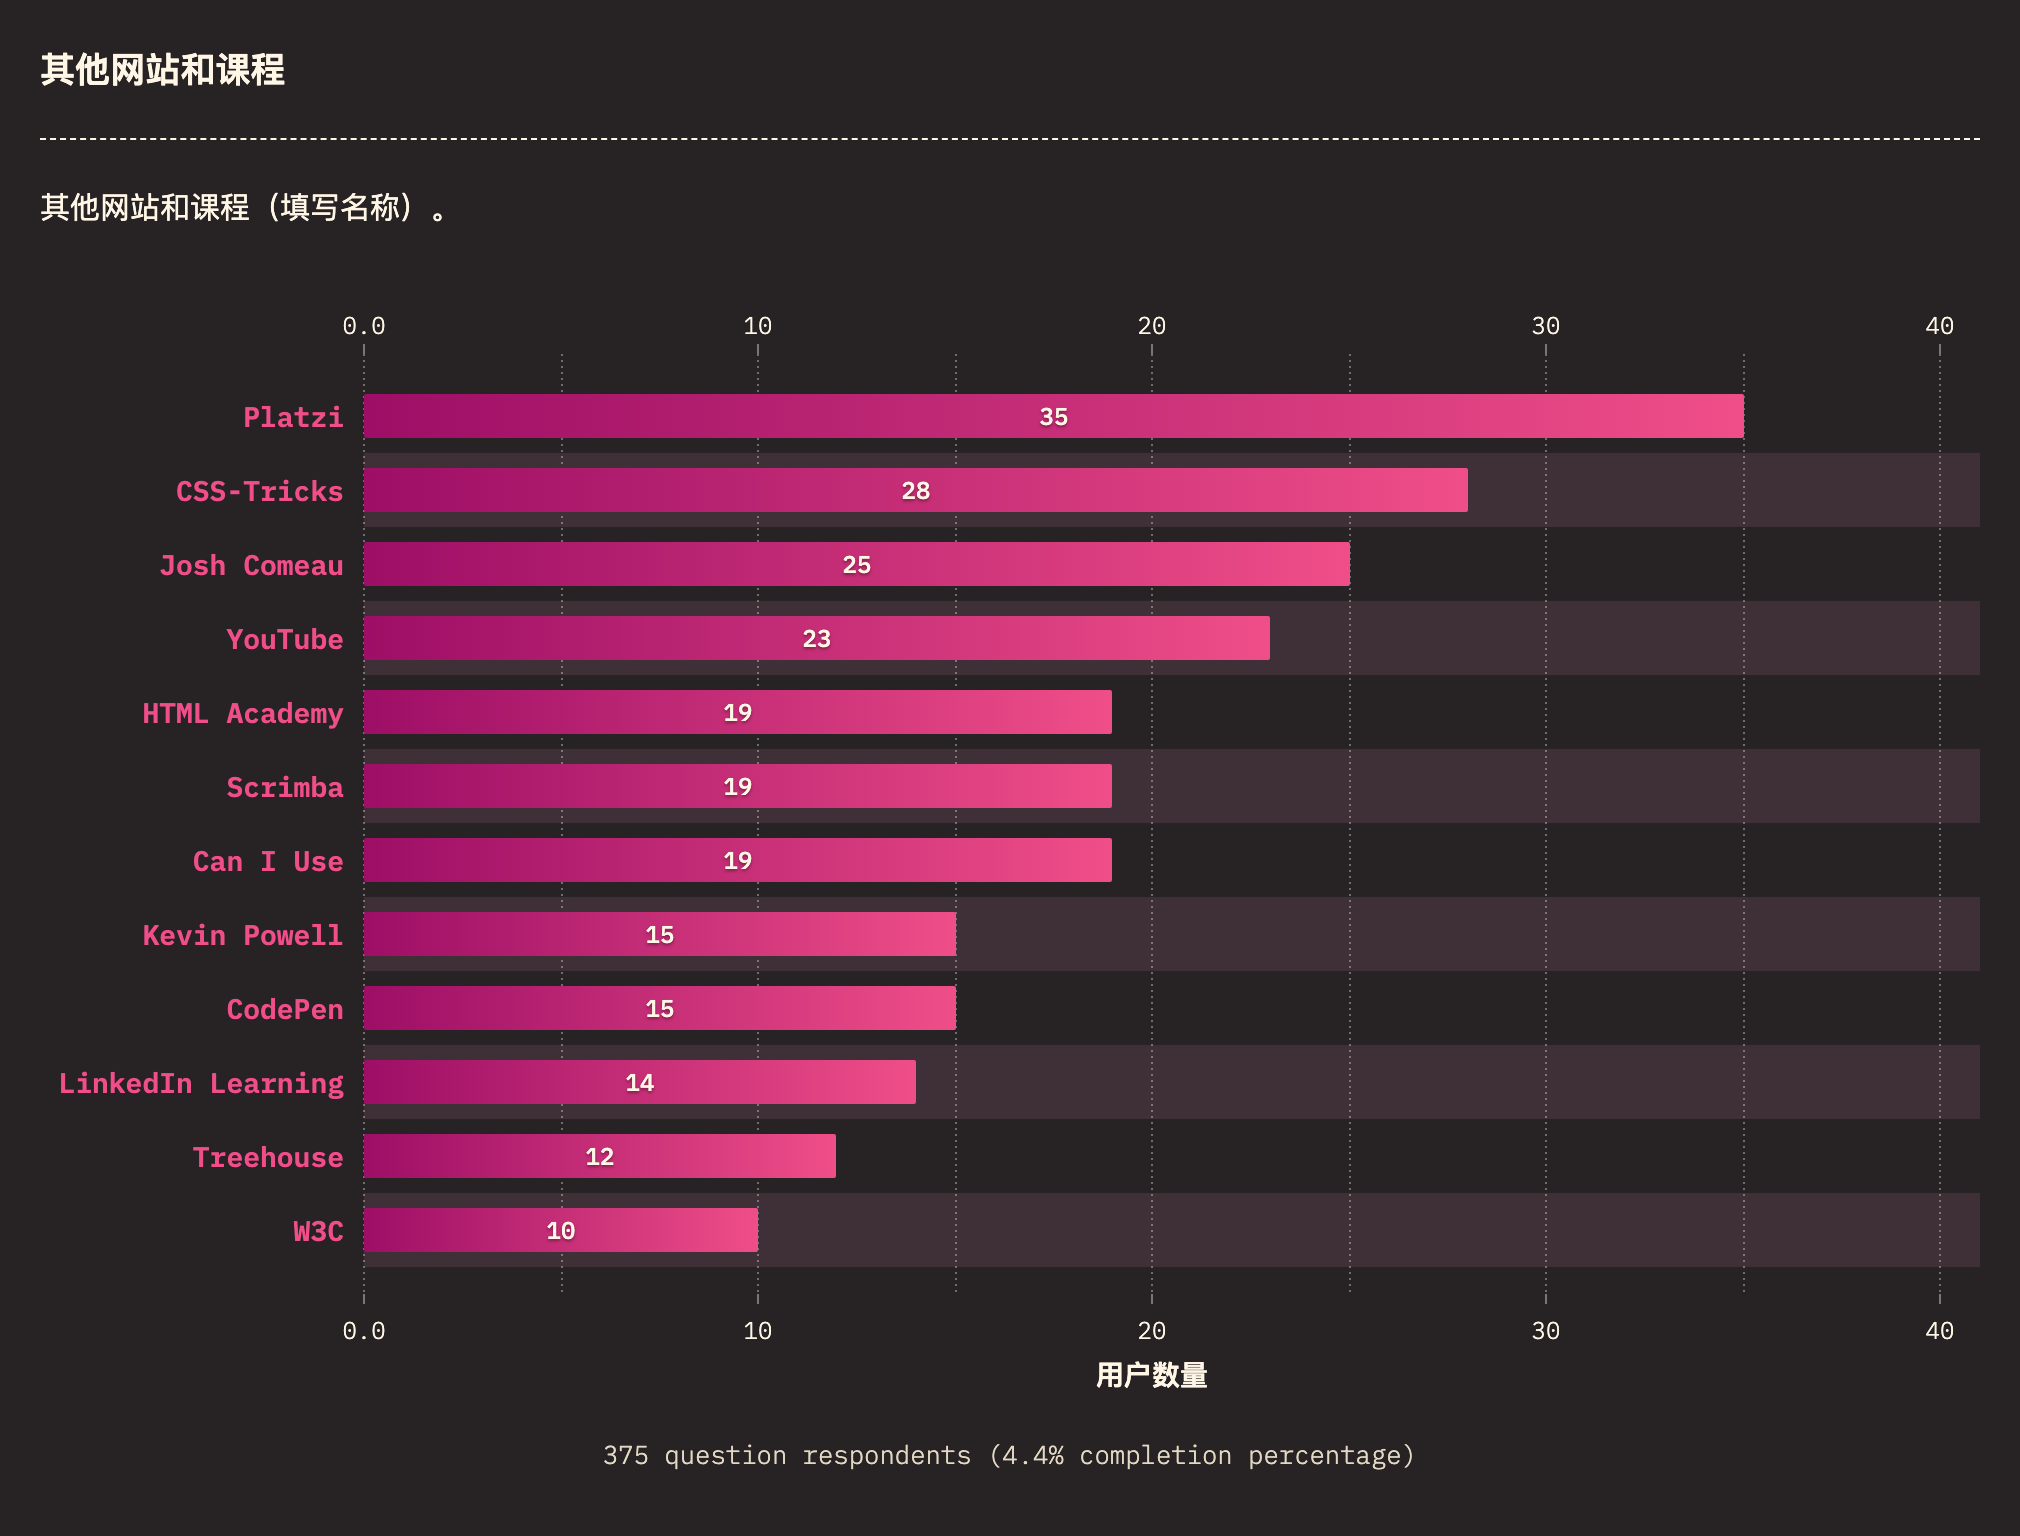 其他网站和课程
其他网站和课程（填写名称）。
0.0 10 20 30 40
Platzi 35
CSS-Tricks 28
Josh Comeau 25
YouTube 23
HTML Academy 19
Scrimba 19
Can I Use 19
Kevin Powell 15
CodePen 15
LinkedIn Learning 14
Treehouse 12
W3C 10
0.0 10 20 30 40
用户数量
375 question respondents (4.4% completion percentage)